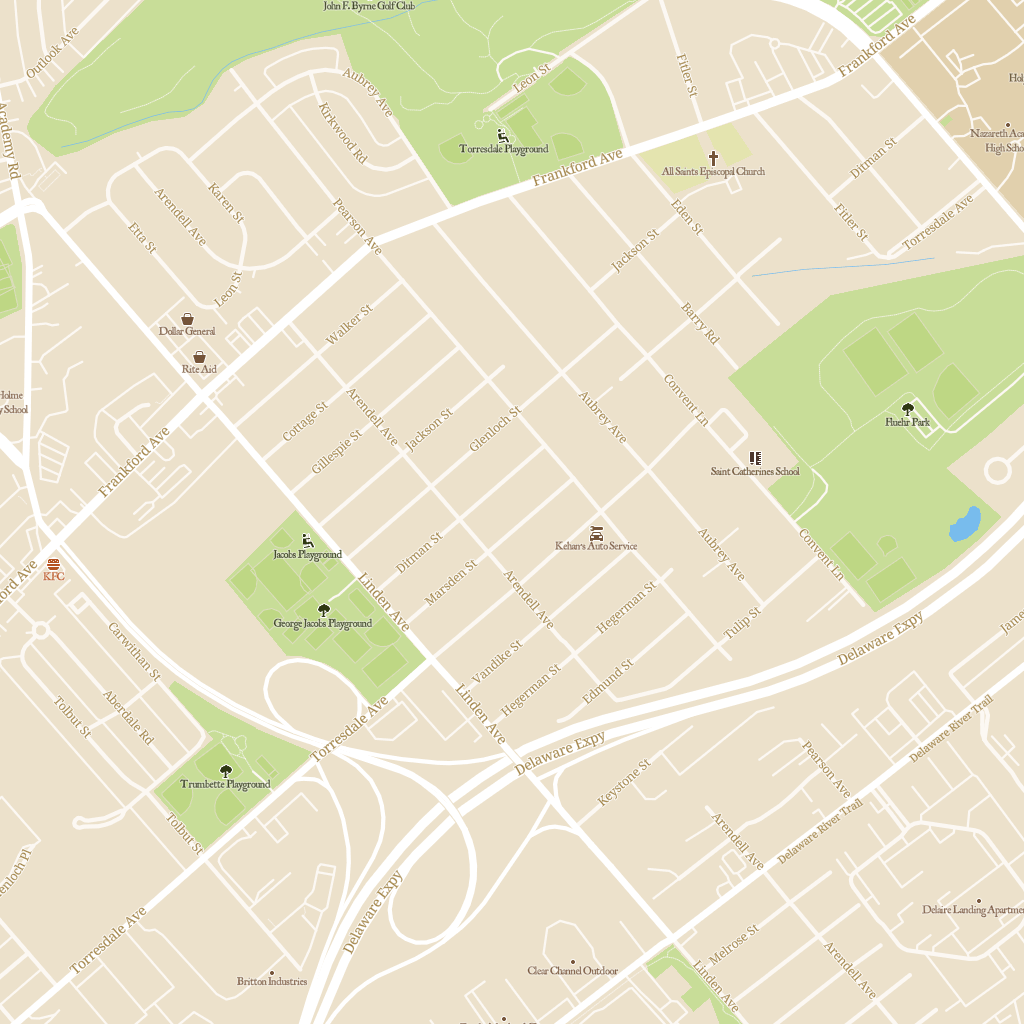 John F. Byrne Golf Club
Outlook Ave
Frankford Ave
Leon St
Fitler St
Aubrey Ave
Academy Rd
Kirkwood Rd
Torresdale Playground
Nazareth
High
All Saints Episcopal Church
Frankford Ave
Ditman St
Karen St
Arendell Ave
Pearson Ave
Eden St
Fitler St
Torresdale Ave
Etta St
Jackson St
Leon St
Dollar General
Walker St
Barry Rd
Rite Aid
Holme
School
Convent Ln
Cottage St
Arendell Ave
Jackson St
Glenloch St
Aubrey Ave
Fluehr Park
Gillespie St
Frankford Ave
Saint Catherines School
Jacobs Playground
Ditman St
Kehan's Auto Service
Aubrey Ave
Convent Ln
KFC
ord Ave
Marsden St
Linden Ave
Arendell Ave
Hegerman St
George Jacobs Playground
Tulip St
Delaware Expy
James
Carwithan St
Vandike St
Hegerman St
Edmund St
Aberdale Rd
Tolbut St
Linden Ave
Torresdale Ave
Delaware Expy
Delaware River Trail
Trumbette Playground
Keystone St
Pearson Ave
Tolbut St
Arendell Ave
Delaware River Trail
enloch Pl
Delaware Expy
Delaire Landing Apartme
Torresdale Ave
Melrose St
Clear Channel Outdoor
Britton Industries
Linden Ave
Arendell Ave